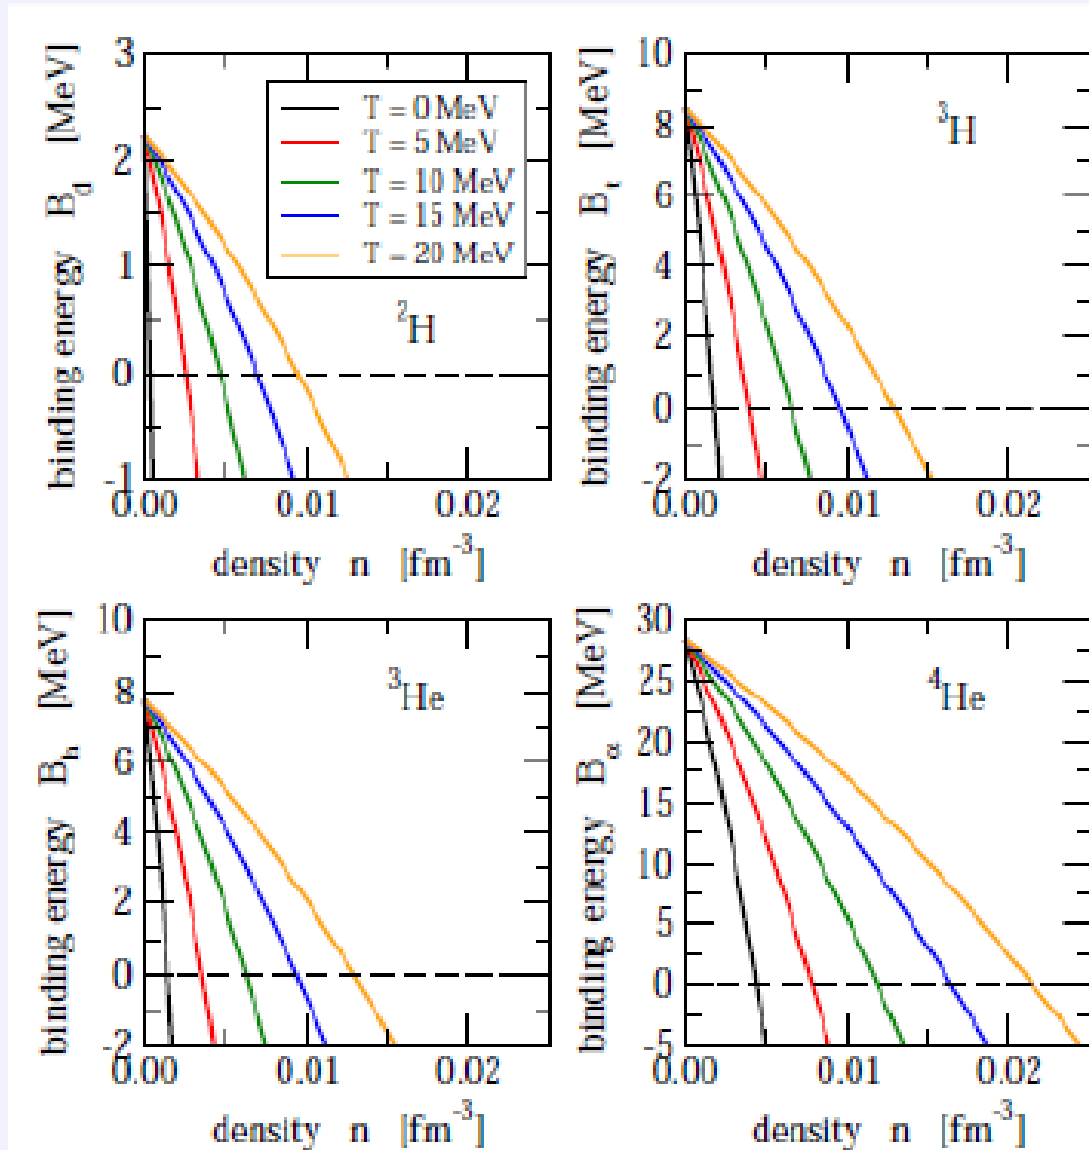 binding energy B_d [MeV]
3
2
1
0
-1
T = 0 MeV
T = 5 MeV
T = 10 MeV
T = 15 MeV
T = 20 MeV
²H
0.00 0.01 0.02
density n [fm⁻³]
binding energy B_t [MeV]
10
8
6
4
2
0
-2
³H
0.00 0.01 0.02
density n [fm⁻³]
binding energy B_h [MeV]
10
8
6
4
2
0
-2
³He
0.00 0.01 0.02
density n [fm⁻³]
binding energy B_α [MeV]
30
25
20
15
10
5
0
-5
⁴He
0.00 0.01 0.02
density n [fm⁻³]